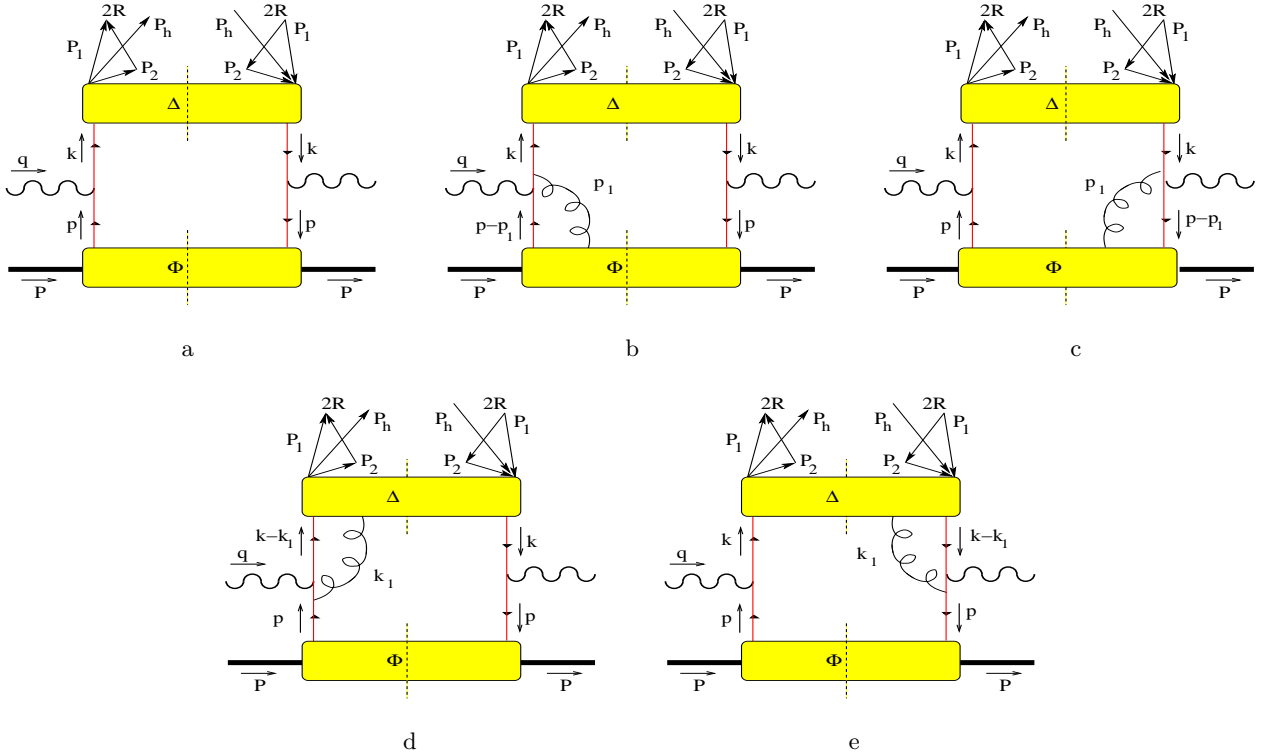 2R P_h 2R
P_1 P_2 P_h P_2 P_1
Δ
q k k
p p
Φ
P P
a
2R P_h 2R
P_1 P_2 P_h P_2 P_1
Δ
q k p_1 k
p−p_1 p
Φ
P P
b
2R P_h 2R
P_1 P_2 P_h P_2 P_1
Δ
q k p_1 k
p p−p_1
Φ
P P
c
2R P_h 2R
P_1 P_2 P_h P_2 P_1
Δ
k−k_1 k
q k_1
p p
Φ
P P
d
2R P_h 2R
P_1 P_2 P_h P_2 P_1
Δ
k k−k_1
q k_1
p p
Φ
P P
e